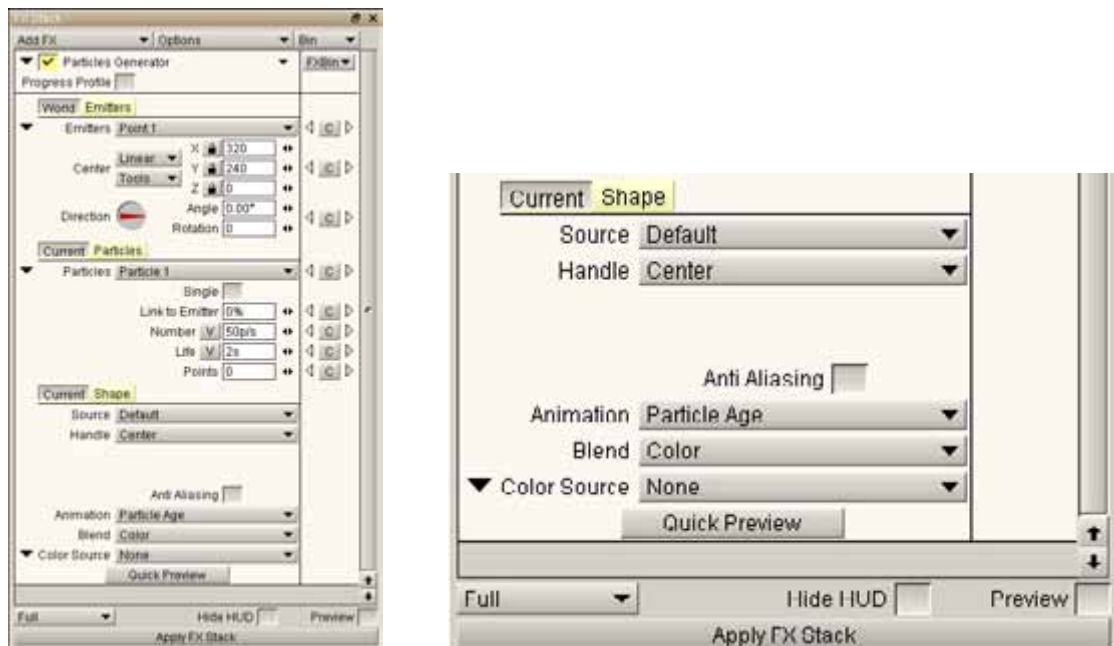 FX Stack
Add FX Options Bin
Particles Generator FXBin
Progress Profile
World Emitters
Emitters Point 1 C
X 320
Center Linear Y 240 C
Tools Z 0
Direction Angle 0.00° C
Rotation 0
Current Particles
Particles Particle 1 C
Single
Link to Emitter 0% C
Number V 50p/s C
Life V 2s C
Points 0 C
Current Shape
Source Default
Handle Center
Anti Aliasing
Animation Particle Age
Blend Color
Color Source None
Quick Preview
Full Hide HUD Preview
Apply FX Stack
Current Shape
Source Default
Handle Center
Anti Aliasing
Animation Particle Age
Blend Color
Color Source None
Quick Preview
Full Hide HUD Preview
Apply FX Stack